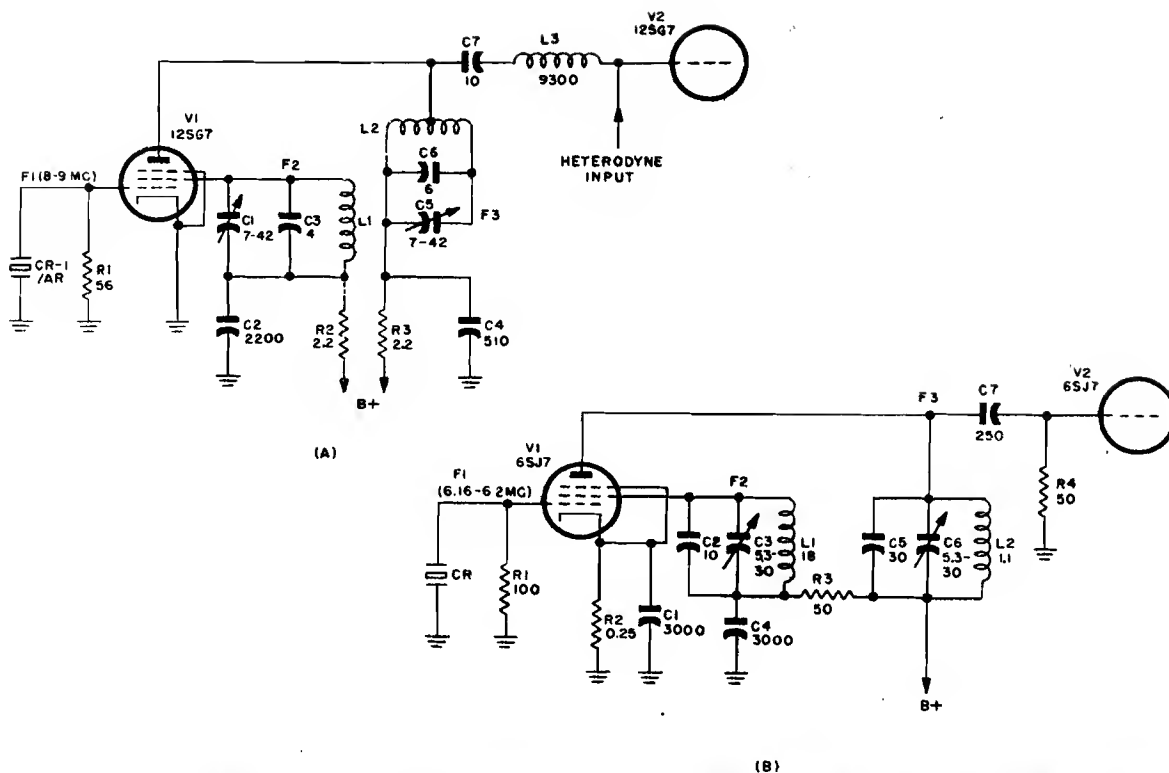 V2
12SG7
C7
10
L3
9300
HETERODYNE
INPUT
V1
12SG7
L2
C6
6
C5
7-42
F3
F1(8-9 MC)
F2
C1
7-42
C3
4
L1
CR-1
/AR
R1
56
C2
2200
R2
2.2
R3
2.2
C4
510
B+
(A)
V2
6SJ7
F3
C7
250
V1
6SJ7
F1
(6.16-6.2MC)
F2
R4
50
C2
10
C3
5.3-
30
L1
18
C5
30
C6
5.3-
30
L2
1.1
CR
R1
100
R2
0.25
C1
3000
R3
50
C4
3000
B+
(B)